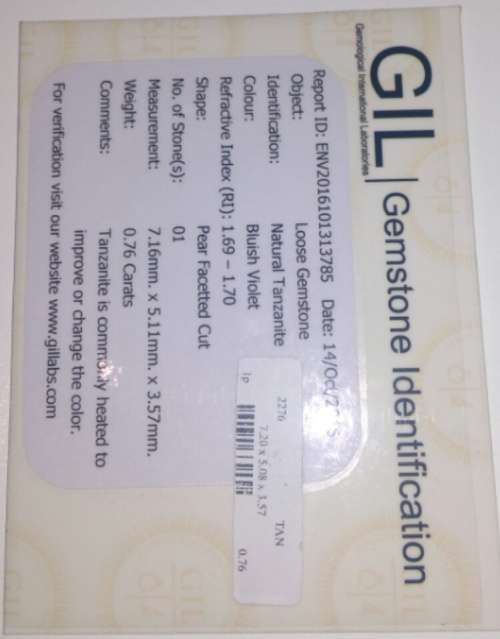 GIL | Gemstone Identification
Gemological International Laboratories
Report ID: ENV2016101313785 Date: 14/Oct/
Object: Loose Gemstone
Identification: Natural Tanzanite
Colour: Bluish Violet
Refractive Index (RI): 1.69 - 1.70
Shape: Pear Facetted Cut
No. of Stone(s): 01
Measurement: 7.16mm. x 5.11mm. x 3.57mm.
Weight: 0.76 Carats
Comments: Tanzanite is commonly heated to
improve or change the color.
For verification visit our website www.gillabs.com
2276 TAN
7.20 x 5.08 x 3.57
1p 0.76